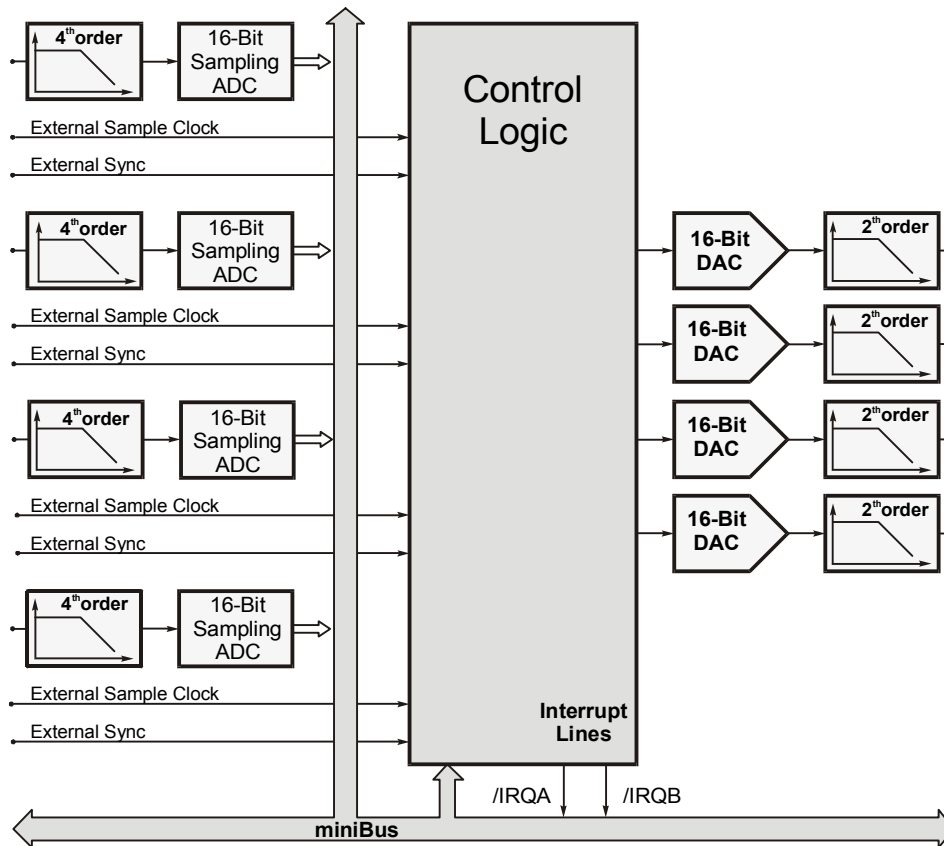 4th order
16-Bit
Sampling
ADC
External Sample Clock
External Sync
4th order
16-Bit
Sampling
ADC
External Sample Clock
External Sync
4th order
16-Bit
Sampling
ADC
External Sample Clock
External Sync
4th order
16-Bit
Sampling
ADC
External Sample Clock
External Sync
Control
Logic
Interrupt
Lines
16-Bit
DAC
2th order
16-Bit
DAC
2th order
16-Bit
DAC
2th order
16-Bit
DAC
2th order
/IRQA
/IRQB
miniBus